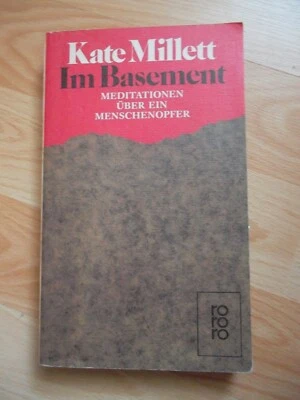 Kate Millett
Im Basement
MEDITATIONEN
ÜBER EIN
MENSCHENOPFER
ro
ro
ro